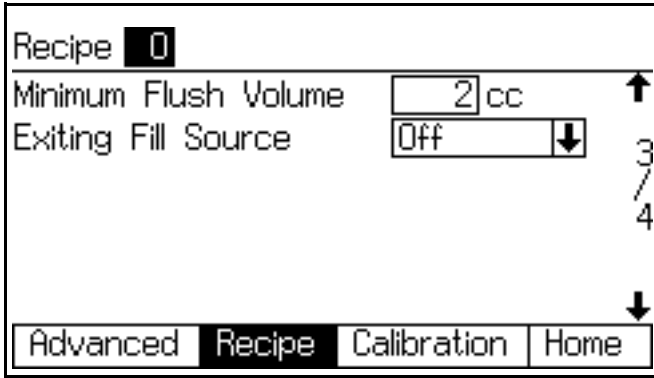 Recipe 0
Minimum Flush Volume 2 cc
Exiting Fill Source Off
3
/
4
Advanced Recipe Calibration Home